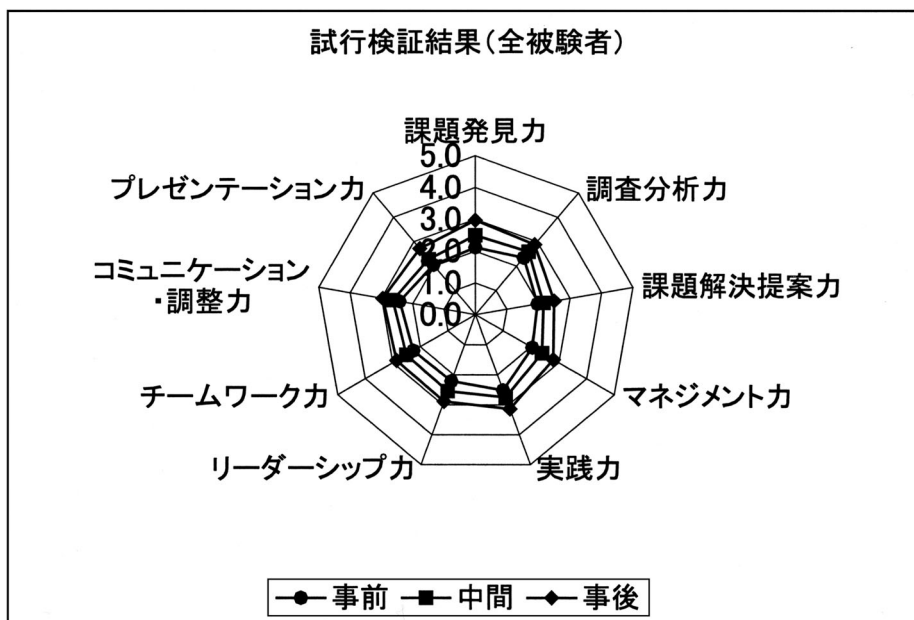 試行検証結果（全被験者）
課題発見力
5.0
4.0
3.0
2.0
1.0
0.0
調査分析力
課題解決提案力
マネジメント力
実践力
リーダーシップ力
チームワーク力
コミュニケーション
・調整力
プレゼンテーション力
事前 中間 事後